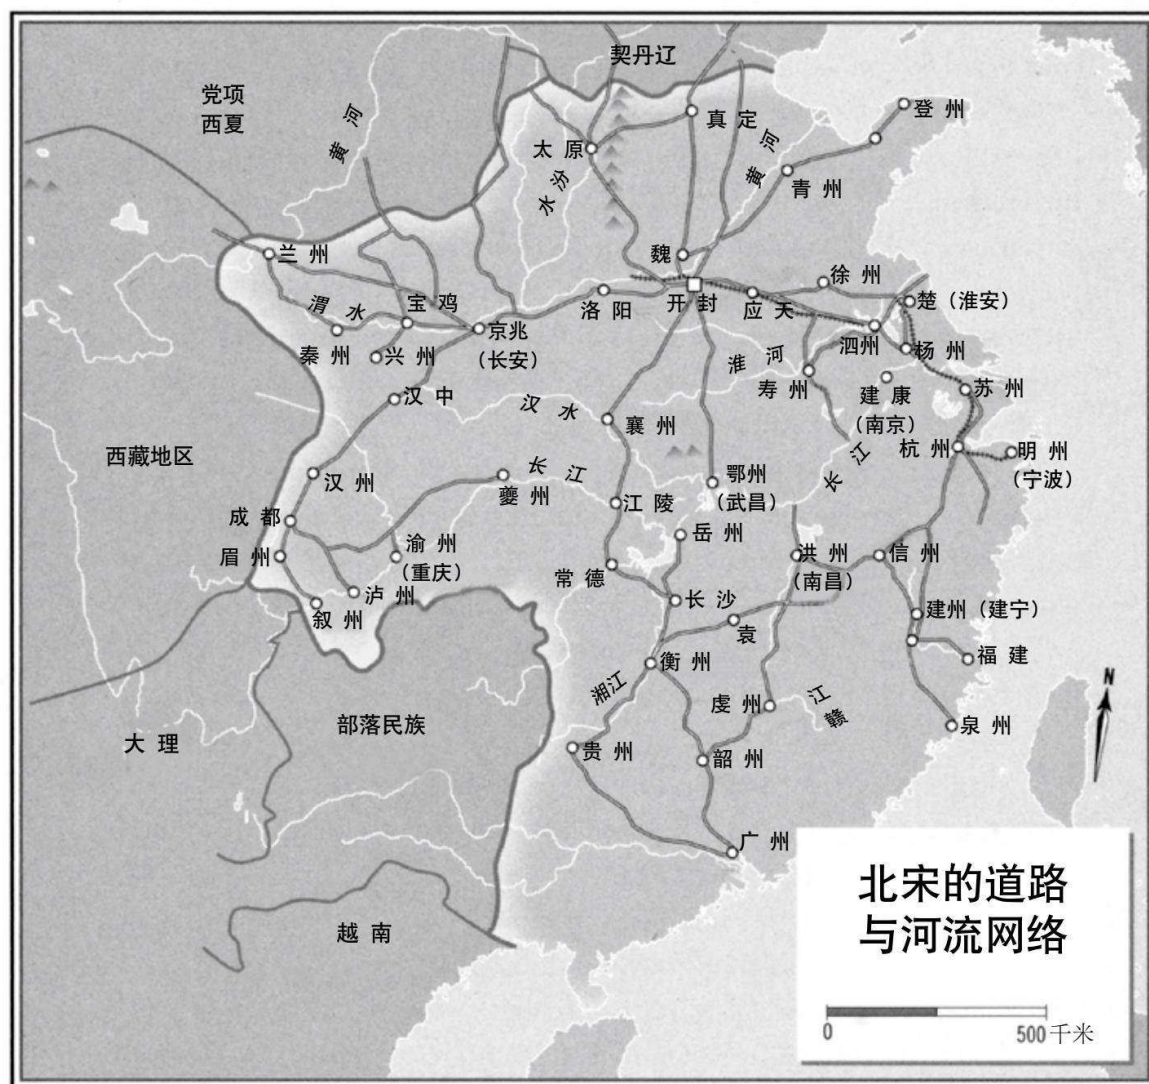 契丹辽
党项
西夏
黄河
登 州
真 定
太 原
黄河
汾水
青 州
魏
兰 州
徐 州
楚（淮安）
渭水
宝 鸡
洛 阳
开 封
应 天
泗州
杨 州
秦 州
兴 州
京兆
（长安）
淮河
寿 州
建 康
（南京）
苏 州
汉 中
汉水
襄 州
长江
杭 州
明 州
（宁波）
西藏地区
汉 州
长江
夔 州
鄂州
（武昌）
江 陵
成 都
岳 州
眉 州
渝 州
（重庆）
洪 州
（南昌）
信 州
常 德
泸 州
叙 州
长 沙
建州（建宁）
袁
福 建
衡 州
湘江
虔 州
江赣
泉 州
N
大 理
部落民族
贵 州
韶 州
广 州
越 南
北宋的道路
与河流网络
0
500千米